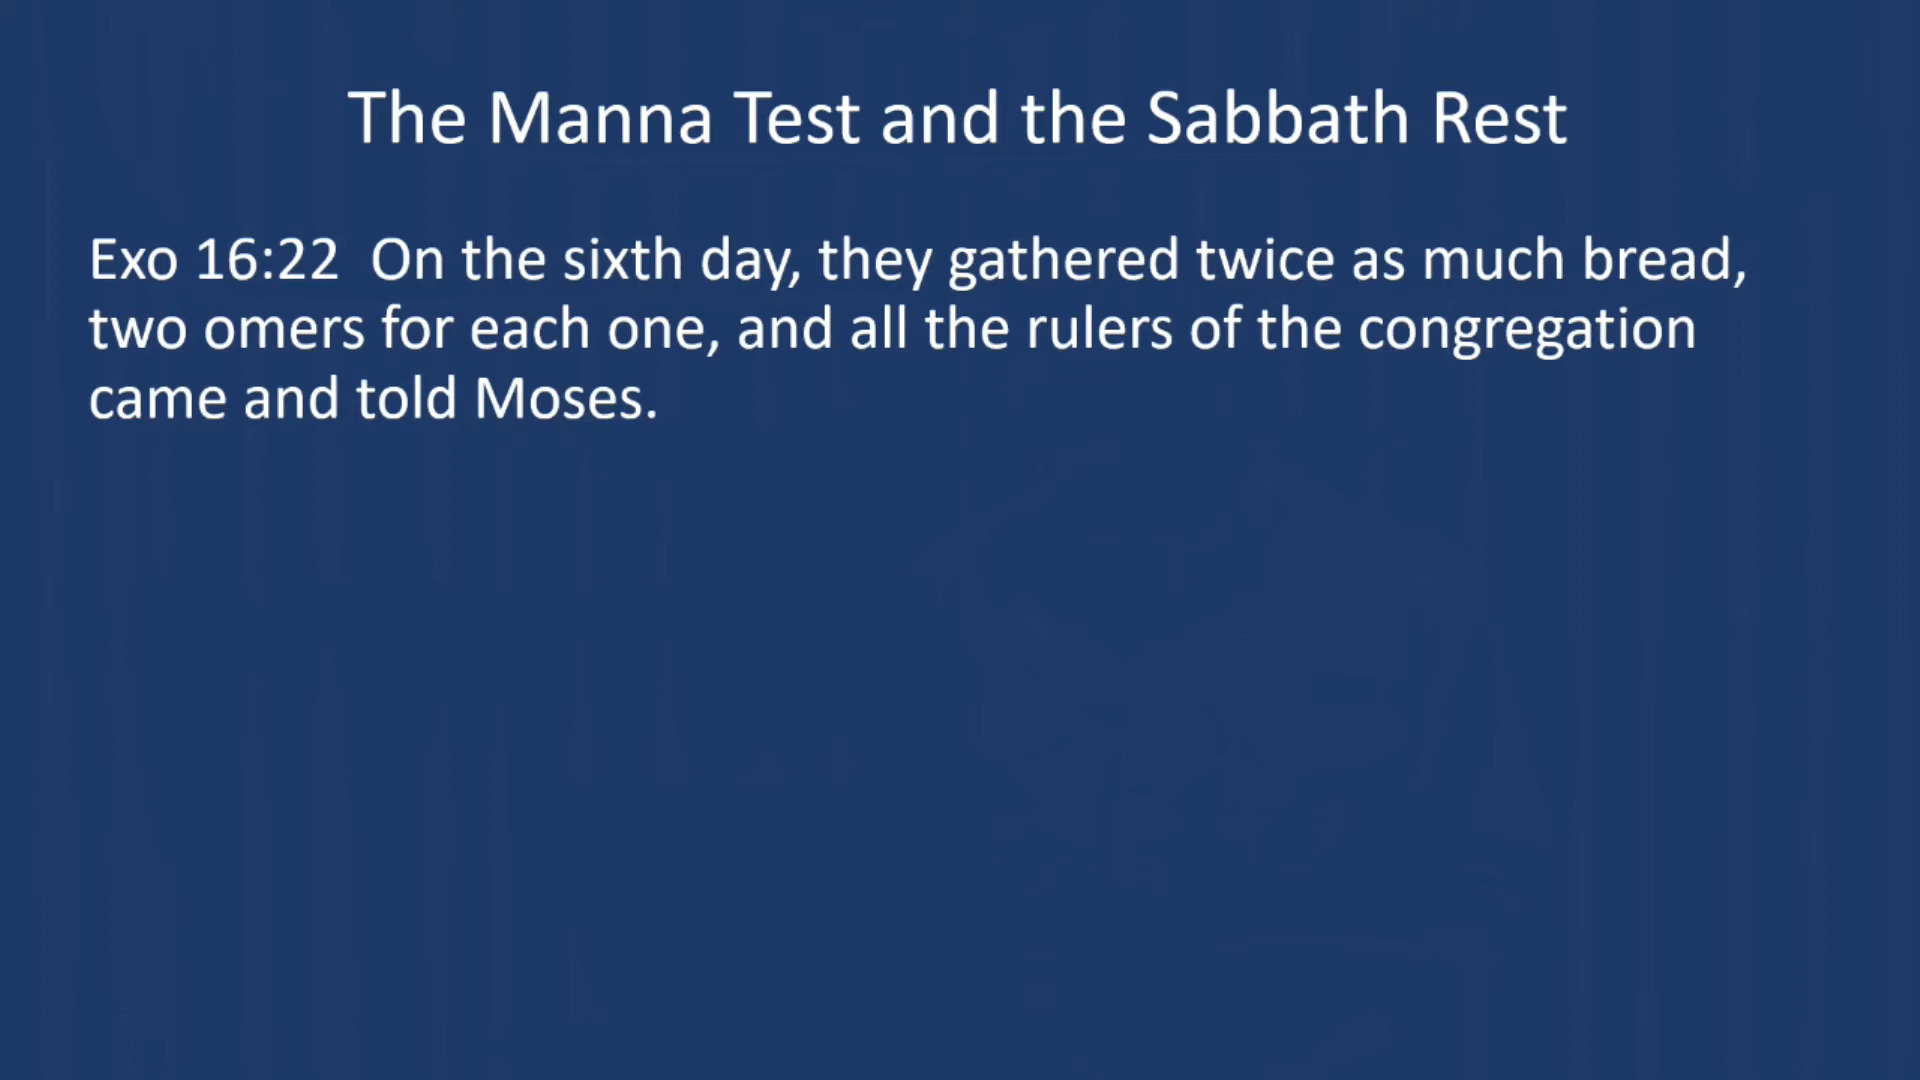 The Manna Test and the Sabbath Rest
Exo 16:22  On the sixth day, they gathered twice as much bread,
two omers for each one, and all the rulers of the congregation
came and told Moses.